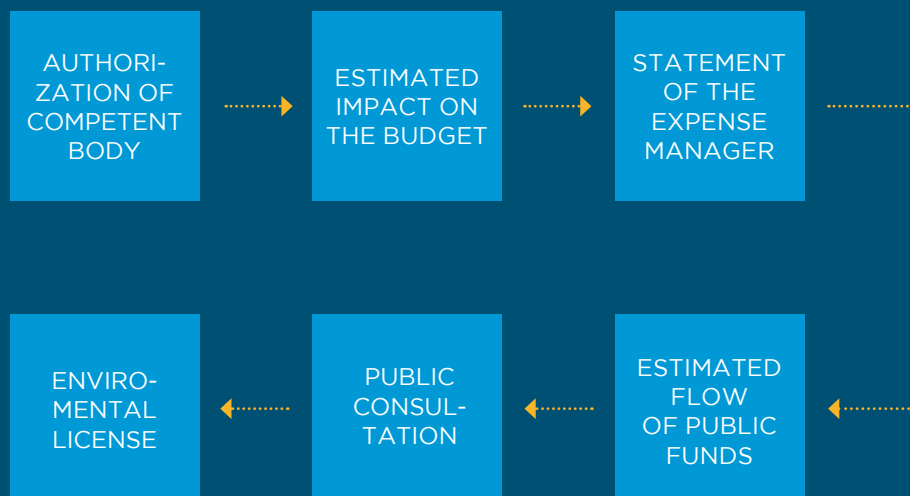 AUTHORI-
ZATION OF
COMPETENT
BODY
ESTIMATED
IMPACT ON
THE BUDGET
STATEMENT
OF THE
EXPENSE
MANAGER
ENVIRO-
MENTAL
LICENSE
PUBLIC
CONSUL-
TATION
ESTIMATED
FLOW
OF PUBLIC
FUNDS